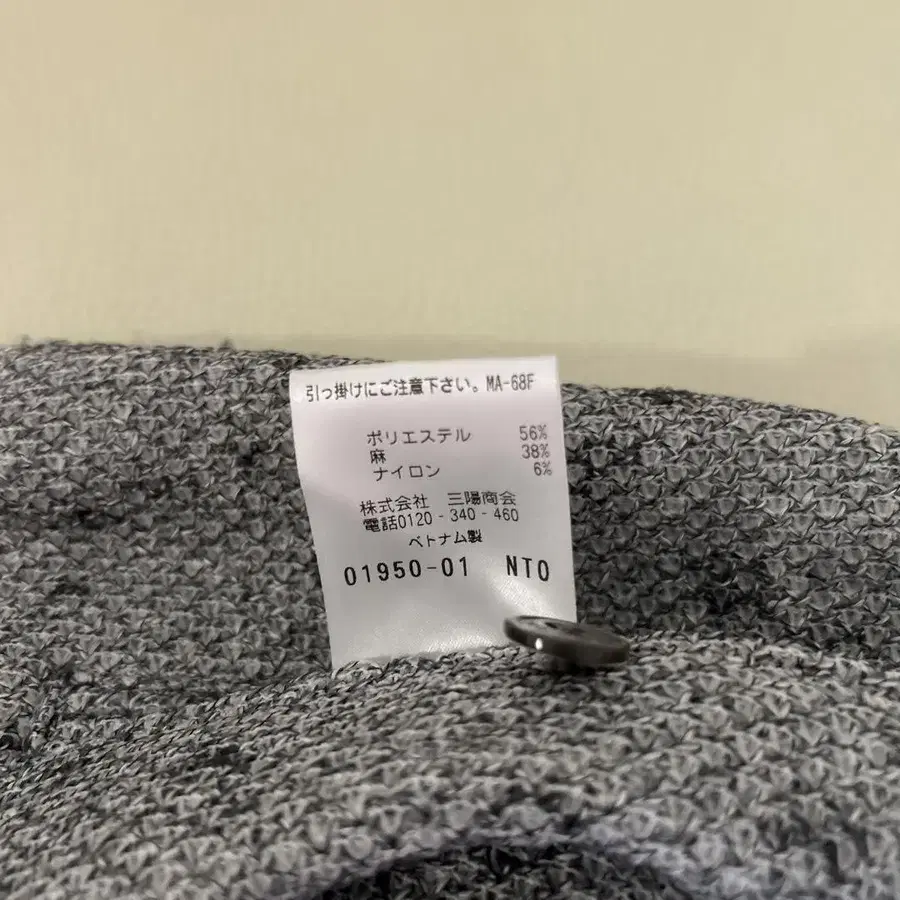 引っ掛けにご注意下さい。MA-68F
ポリエステル 56%
麻 38%
ナイロン 6%
株式会社 三陽商会
電話0120-340-460
ベトナム製
01950-01 NTO